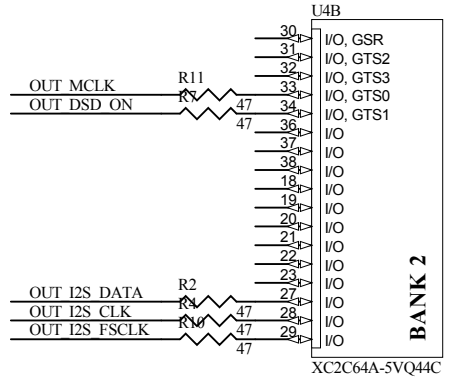 U4B
30 I/O, GSR
31 I/O, GTS2
32 I/O, GTS3
OUT_MCLK R11 47 33 I/O, GTS0
OUT_DSD_ON R7 47 34 I/O, GTS1
36 I/O
37 I/O
38 I/O
18 I/O
19 I/O
20 I/O
21 I/O
22 I/O
23 I/O
OUT_I2S_DATA R2 47 27 I/O
OUT_I2S_CLK R4 47 28 I/O
OUT_I2S_FSCLK R10 47 29 I/O
BANK 2
XC2C64A-5VQ44C